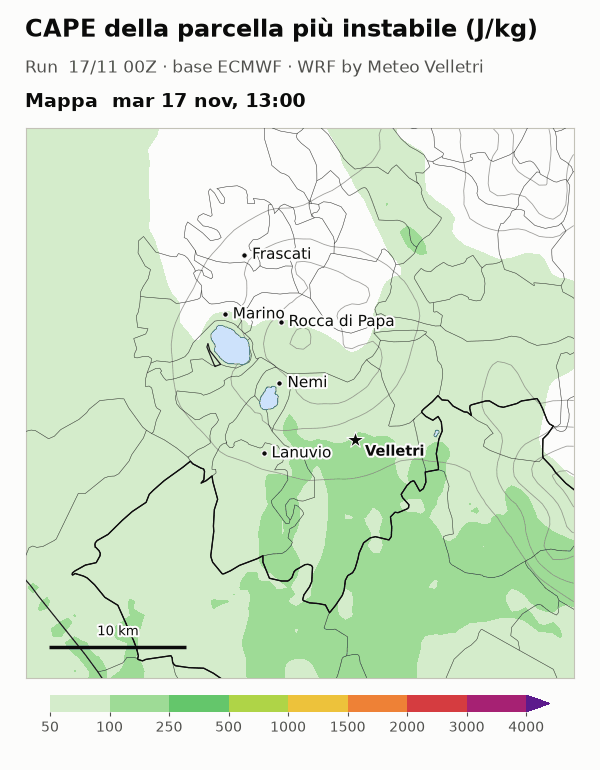 CAPE della parcella più instabile (J/kg)
Run  17/11 00Z · base ECMWF · WRF by Meteo Velletri
Mappa  mar 17 nov, 13:00
Frascati
Marino
Rocca di Papa
Nemi
Velletri
Lanuvio
10 km
50 100 250 500 1000 1500 2000 3000 4000